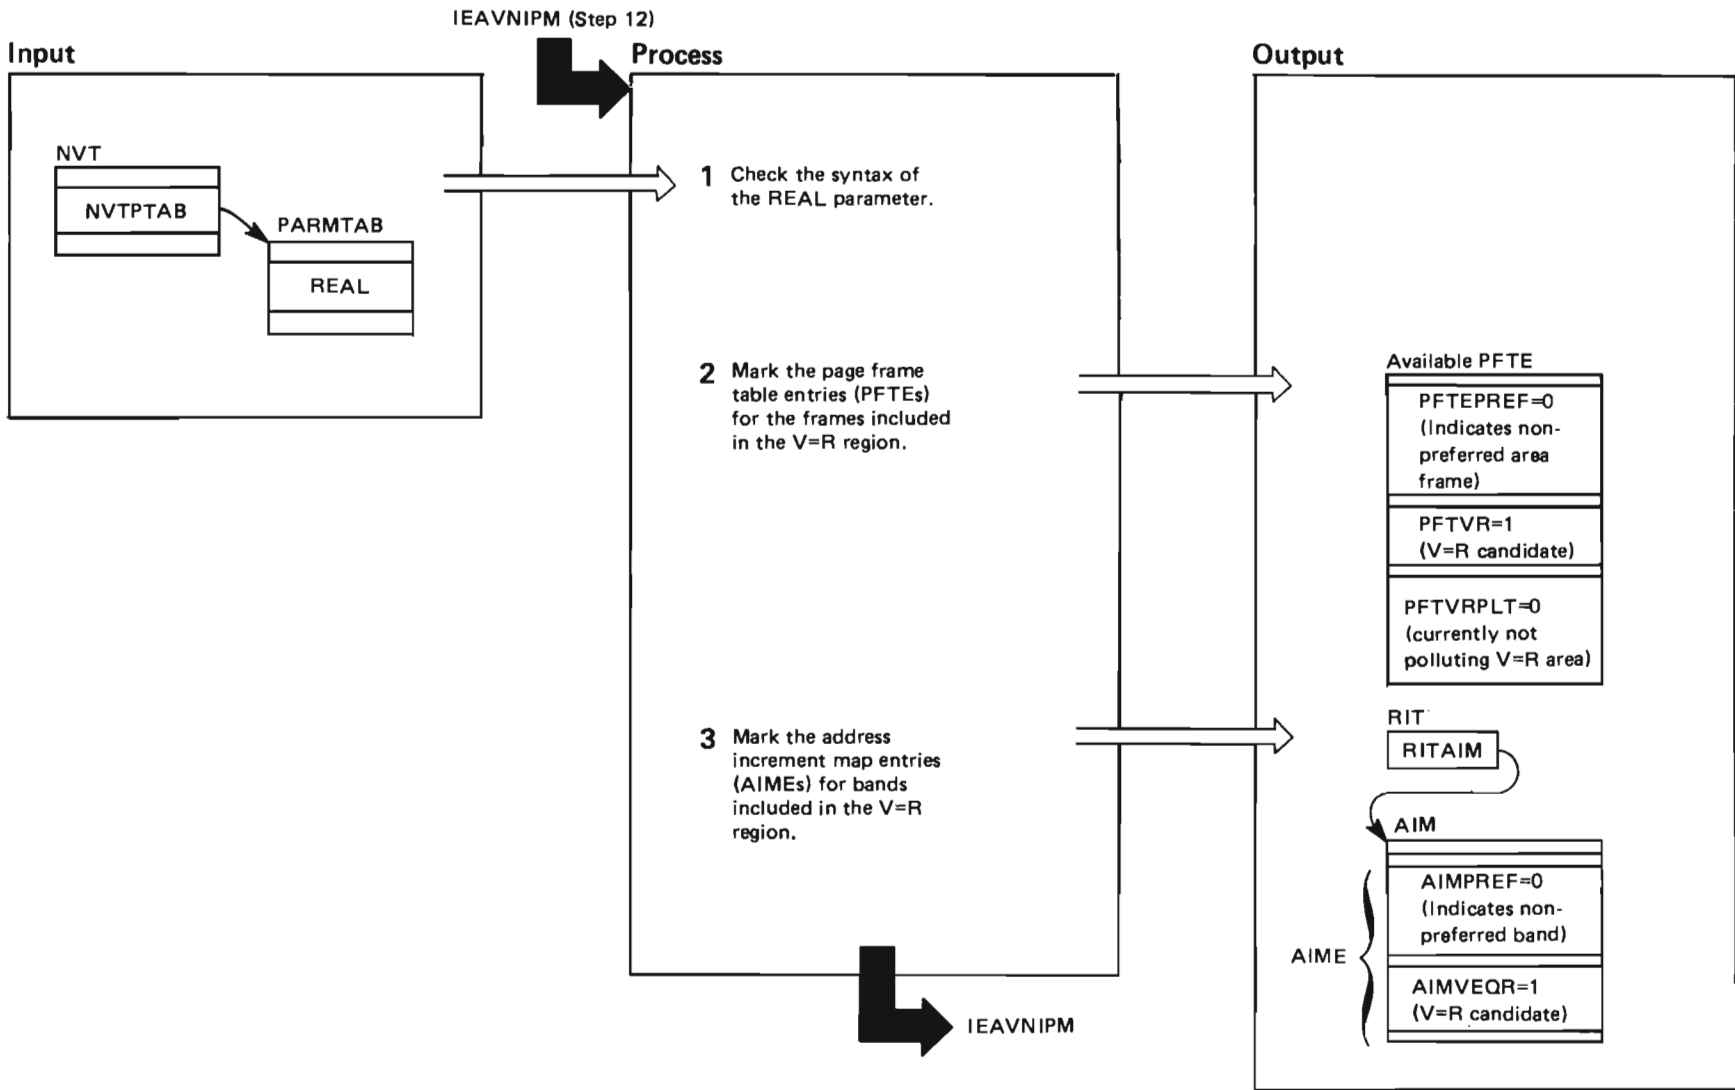 IEAVNIPM (Step 12)
Input
Process
Output
NVT
NVTPTAB
PARMTAB
REAL
1 Check the syntax of
the REAL parameter.
2 Mark the page frame
table entries (PFTEs)
for the frames included
in the V=R region.
Available PFTE
PFTEPREF=0
(Indicates non-
preferred area
frame)
PFTVR=1
(V=R candidate)
PFTVRPLT=0
(currently not
polluting V=R area)
3 Mark the address
increment map entries
(AIMEs) for bands
included in the V=R
region.
RIT
RITAIM
AIM
AIMPREF=0
(Indicates non-
preferred band)
AIME
AIMVEQR=1
(V=R candidate)
IEAVNIPM